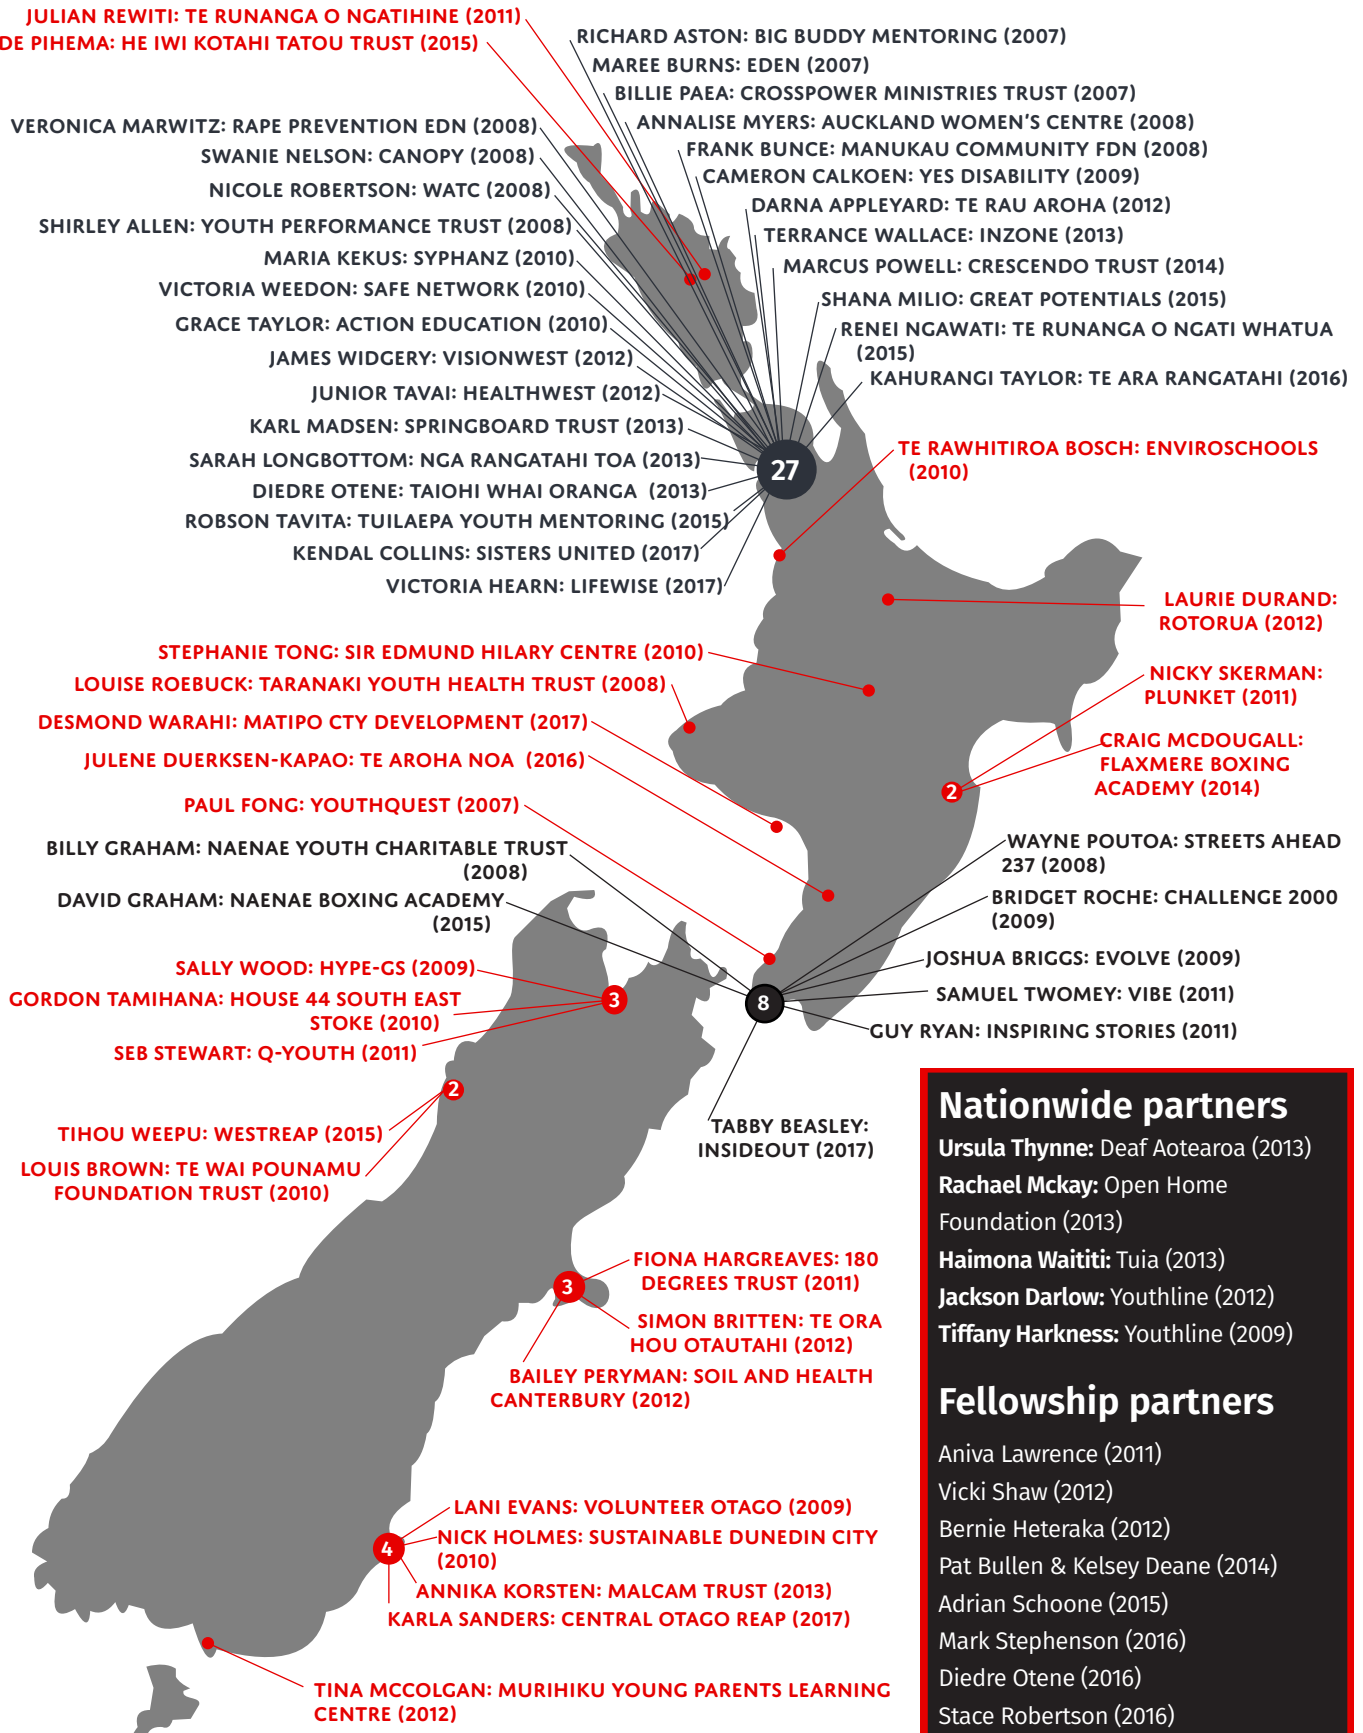 JULIAN REWITI: TE RUNANGA O NGATIHINE (2011)
DE PIHEMA: HE IWI KOTAHI TATOU TRUST (2015)
RICHARD ASTON: BIG BUDDY MENTORING (2007)
MAREE BURNS: EDEN (2007)
BILLIE PAEA: CROSSPOWER MINISTRIES TRUST (2007)
ANNALISE MYERS: AUCKLAND WOMEN'S CENTRE (2008)
FRANK BUNCE: MANUKAU COMMUNITY FDN (2008)
CAMERON CALKOEN: YES DISABILITY (2009)
DARNA APPLEYARD: TE RAU AROHA (2012)
TERRANCE WALLACE: INZONE (2013)
MARCUS POWELL: CRESCENDO TRUST (2014)
SHANA MILIO: GREAT POTENTIALS (2015)
RENEI NGAWATI: TE RUNANGA O NGATI WHATUA
(2015)
KAHURANGI TAYLOR: TE ARA RANGATAHI (2016)
VERONICA MARWITZ: RAPE PREVENTION EDN (2008)
SWANIE NELSON: CANOPY (2008)
NICOLE ROBERTSON: WATC (2008)
SHIRLEY ALLEN: YOUTH PERFORMANCE TRUST (2008)
MARIA KEKUS: SYPHANZ (2010)
VICTORIA WEEDON: SAFE NETWORK (2010)
GRACE TAYLOR: ACTION EDUCATION (2010)
JAMES WIDGERY: VISIONWEST (2012)
JUNIOR TAVAI: HEALTHWEST (2012)
KARL MADSEN: SPRINGBOARD TRUST (2013)
SARAH LONGBOTTOM: NGA RANGATAHI TOA (2013)
DIEDRE OTENE: TAIOHI WHAI ORANGA (2013)
ROBSON TAVITA: TUILAEPA YOUTH MENTORING (2015)
KENDAL COLLINS: SISTERS UNITED (2017)
VICTORIA HEARN: LIFEWISE (2017)
27
TE RAWHITIROA BOSCH: ENVIROSCHOOLS
(2010)
LAURIE DURAND:
ROTORUA (2012)
STEPHANIE TONG: SIR EDMUND HILARY CENTRE (2010)
LOUISE ROEBUCK: TARANAKI YOUTH HEALTH TRUST (2008)
DESMOND WARAHI: MATIPO CTY DEVELOPMENT (2017)
JULENE DUERKSEN-KAPAO: TE AROHA NOA (2016)
PAUL FONG: YOUTHQUEST (2007)
NICKY SKERMAN:
PLUNKET (2011)
CRAIG MCDOUGALL:
FLAXMERE BOXING
ACADEMY (2014)
2
BILLY GRAHAM: NAENAE YOUTH CHARITABLE TRUST
(2008)
DAVID GRAHAM: NAENAE BOXING ACADEMY
(2015)
WAYNE POUTOA: STREETS AHEAD
237 (2008)
BRIDGET ROCHE: CHALLENGE 2000
(2009)
JOSHUA BRIGGS: EVOLVE (2009)
SAMUEL TWOMEY: VIBE (2011)
GUY RYAN: INSPIRING STORIES (2011)
8
TABBY BEASLEY:
INSIDEOUT (2017)
SALLY WOOD: HYPE-GS (2009)
GORDON TAMIHANA: HOUSE 44 SOUTH EAST
STOKE (2010)
SEB STEWART: Q-YOUTH (2011)
3
2
TIHOU WEEPU: WESTREAP (2015)
LOUIS BROWN: TE WAI POUNAMU
FOUNDATION TRUST (2010)
FIONA HARGREAVES: 180
DEGREES TRUST (2011)
3
SIMON BRITTEN: TE ORA
HOU OTAUTAHI (2012)
BAILEY PERYMAN: SOIL AND HEALTH
CANTERBURY (2012)
LANI EVANS: VOLUNTEER OTAGO (2009)
NICK HOLMES: SUSTAINABLE DUNEDIN CITY
(2010)
4
ANNIKA KORSTEN: MALCAM TRUST (2013)
KARLA SANDERS: CENTRAL OTAGO REAP (2017)
TINA MCCOLGAN: MURIHIKU YOUNG PARENTS LEARNING
CENTRE (2012)
Nationwide partners
Ursula Thynne: Deaf Aotearoa (2013)
Rachael Mckay: Open Home
Foundation (2013)
Haimona Waititi: Tuia (2013)
Jackson Darlow: Youthline (2012)
Tiffany Harkness: Youthline (2009)
Fellowship partners
Aniva Lawrence (2011)
Vicki Shaw (2012)
Bernie Heteraka (2012)
Pat Bullen & Kelsey Deane (2014)
Adrian Schoone (2015)
Mark Stephenson (2016)
Diedre Otene (2016)
Stace Robertson (2016)